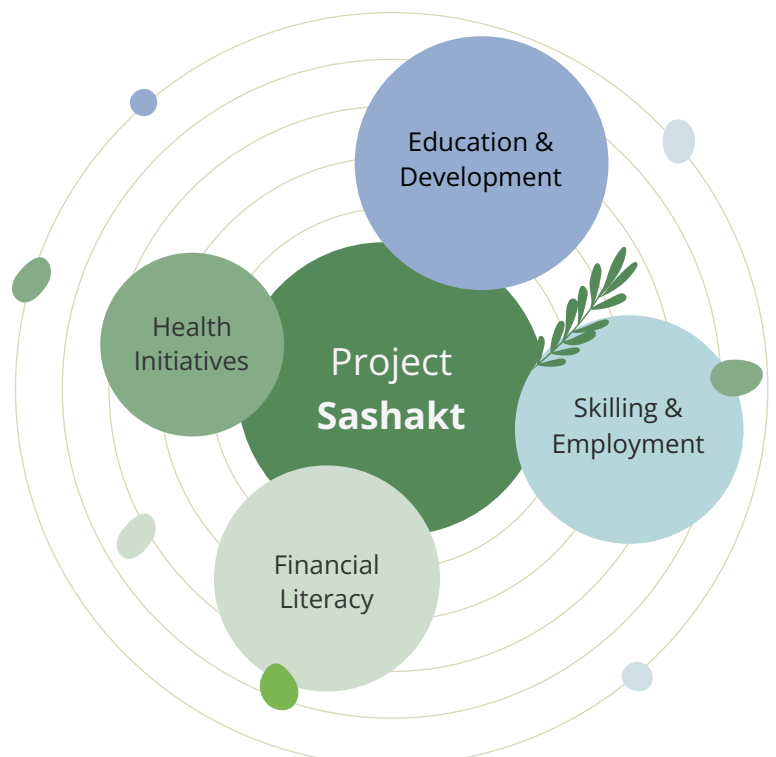 Education &
Development
Health
Initiatives
Project
Sashakt
Skilling &
Employment
Financial
Literacy